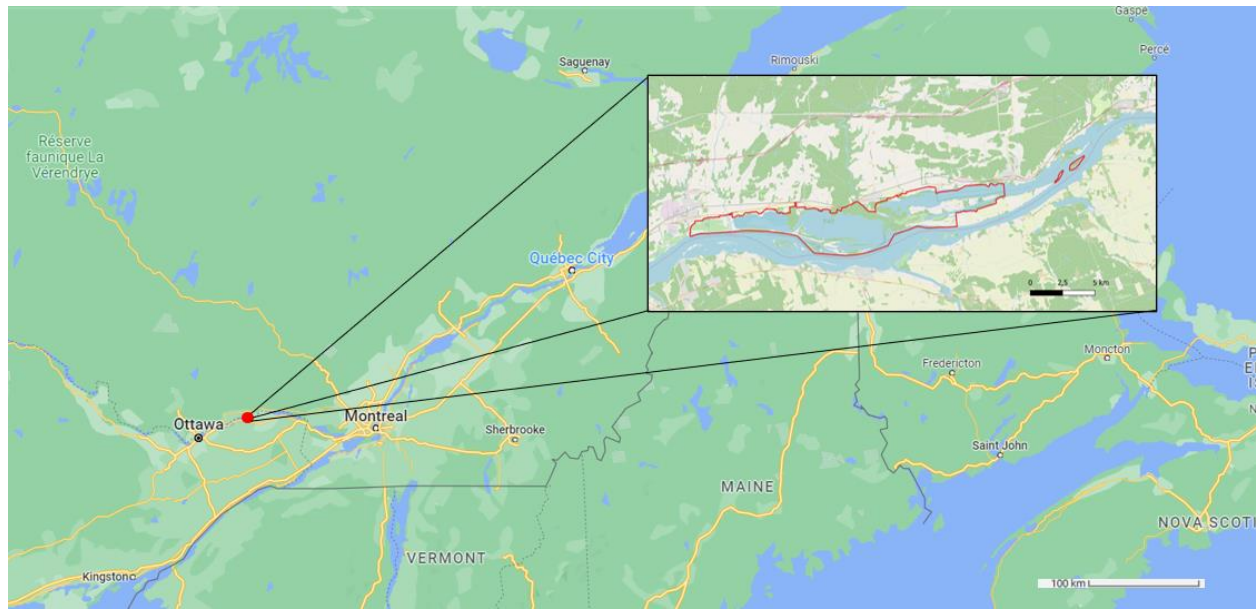 Gaspé
Saguenay
Rimouski
Percé
Réserve
faunique La
Vérendrye
Québec City
0 2,5 5 km
Moncton
Fredericton
Ottawa
Montreal
Sherbrooke
Saint John
MAINE
NOVA SCOTI
VERMONT
Kingston
100 km